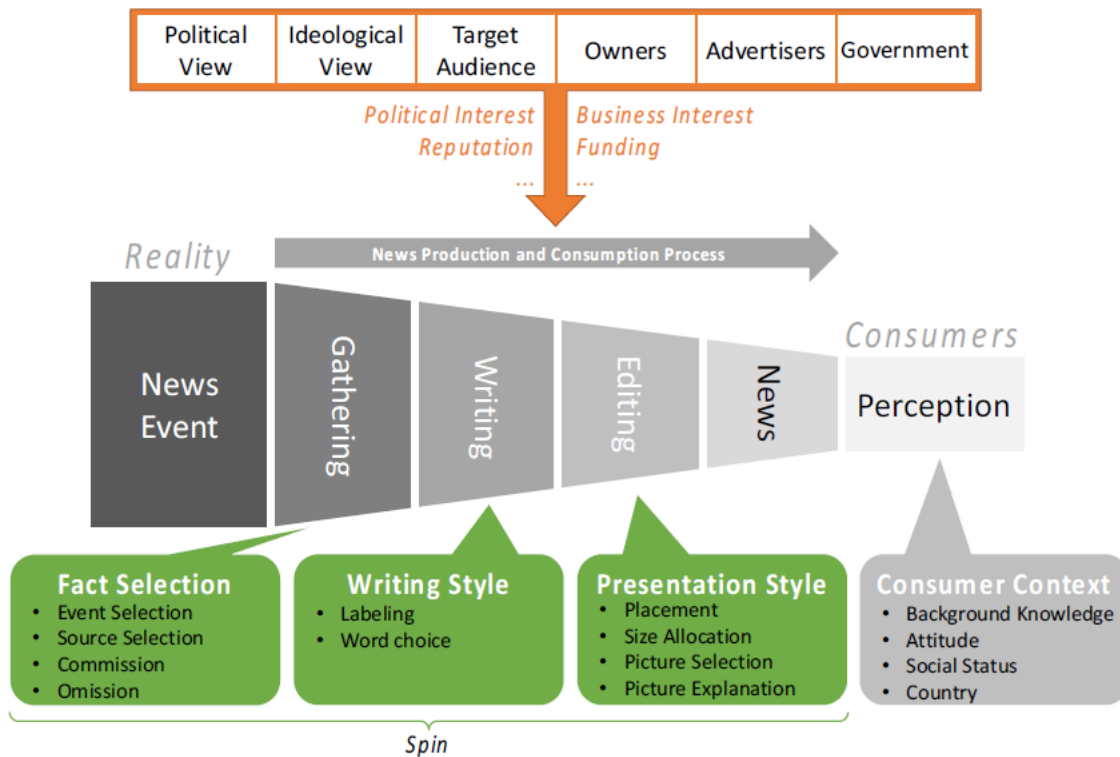 Political View
Ideological View
Target Audience
Owners
Advertisers
Government
Political Interest
Reputation
...
Business Interest
Funding
...
Reality
News Production and Consumption Process
Consumers
News
Event
Gathering
Writing
Editing
News
Perception
Fact Selection
• Event Selection
• Source Selection
• Commission
• Omission
Writing Style
• Labeling
• Word choice
Presentation Style
• Placement
• Size Allocation
• Picture Selection
• Picture Explanation
Consumer Context
• Background Knowledge
• Attitude
• Social Status
• Country
Spin